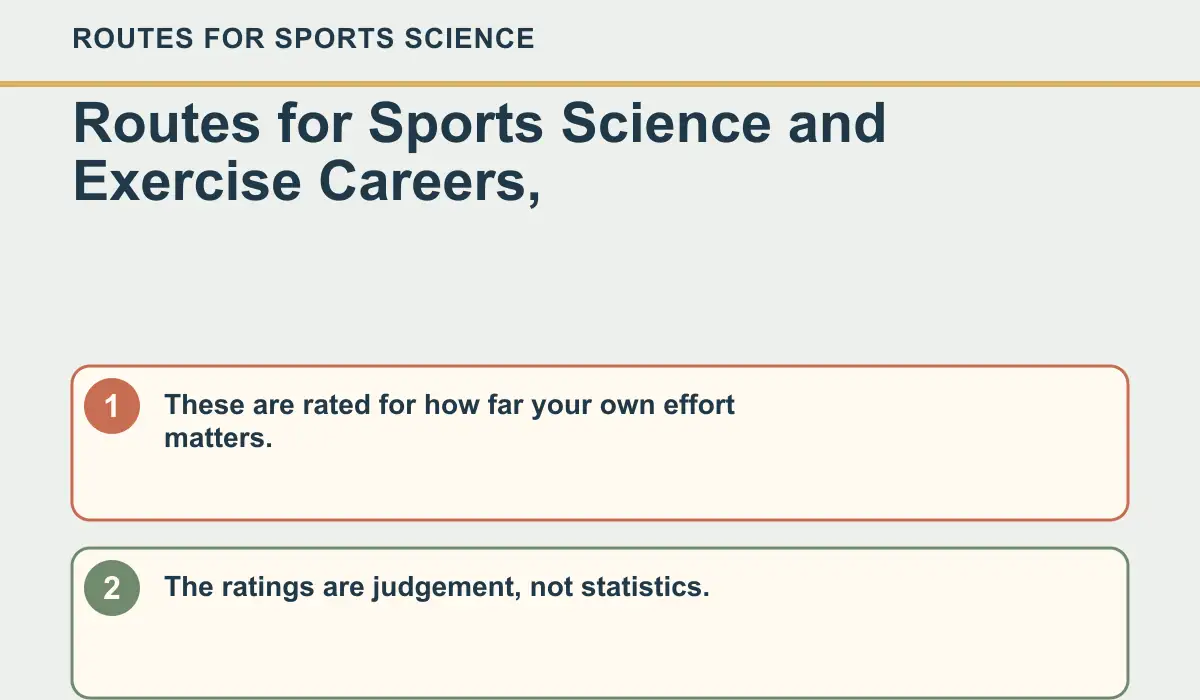 ROUTES FOR SPORTS SCIENCE
Routes for Sports Science and
Exercise Careers,
1
These are rated for how far your own effort
matters.
2
The ratings are judgement, not statistics.